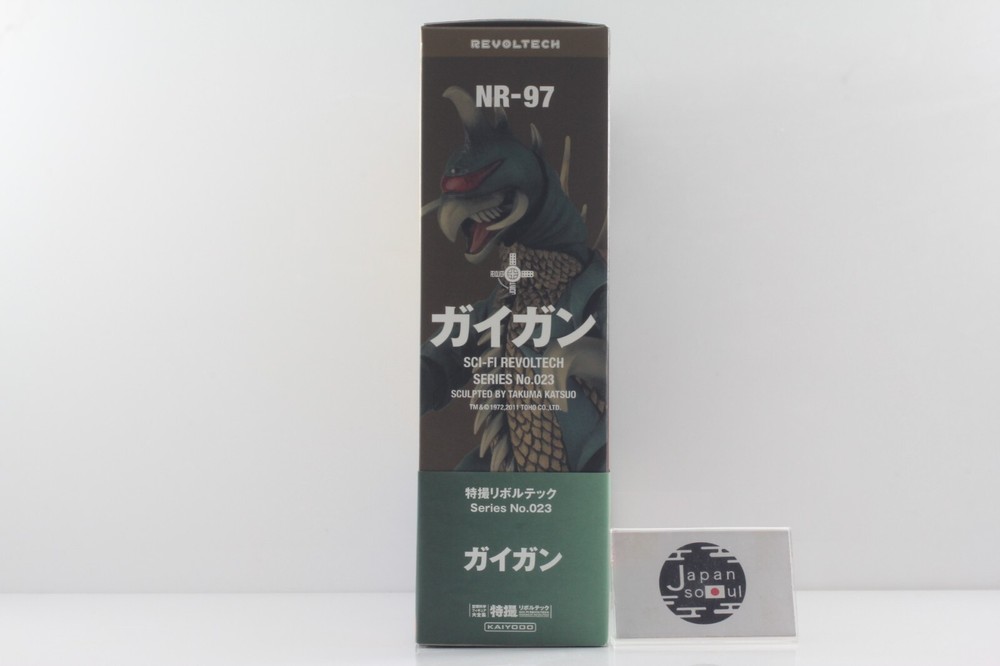 REVOLTECH
NR-97
ガイガン
SCI-FI REVOLTECH
SERIES No.023
SCULPTED BY TAKUMA KATSUO
TM&©1972,2011 TOHO CO.,LTD.
特撮リボルテック
Series No.023
ガイガン
特撮 リボルテック
KAIYODO
Japan
soul